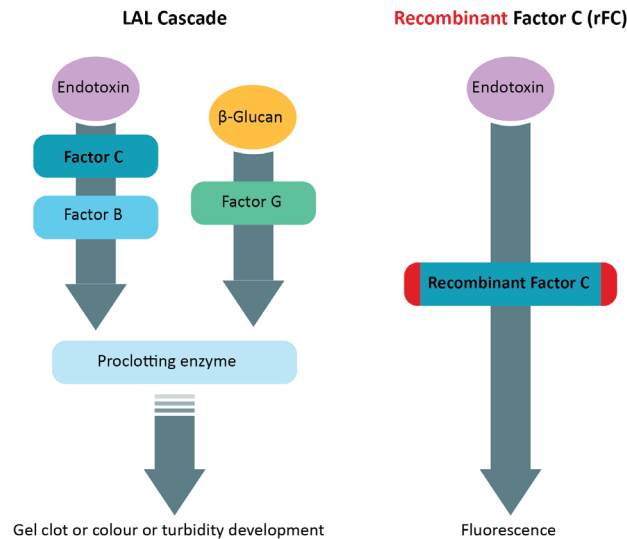 LAL Cascade
Recombinant Factor C (rFC)
Endotoxin
β-Glucan
Endotoxin
Factor C
Factor B
Factor G
Recombinant Factor C
Proclotting enzyme
Gel clot or colour or turbidity development
Fluorescence